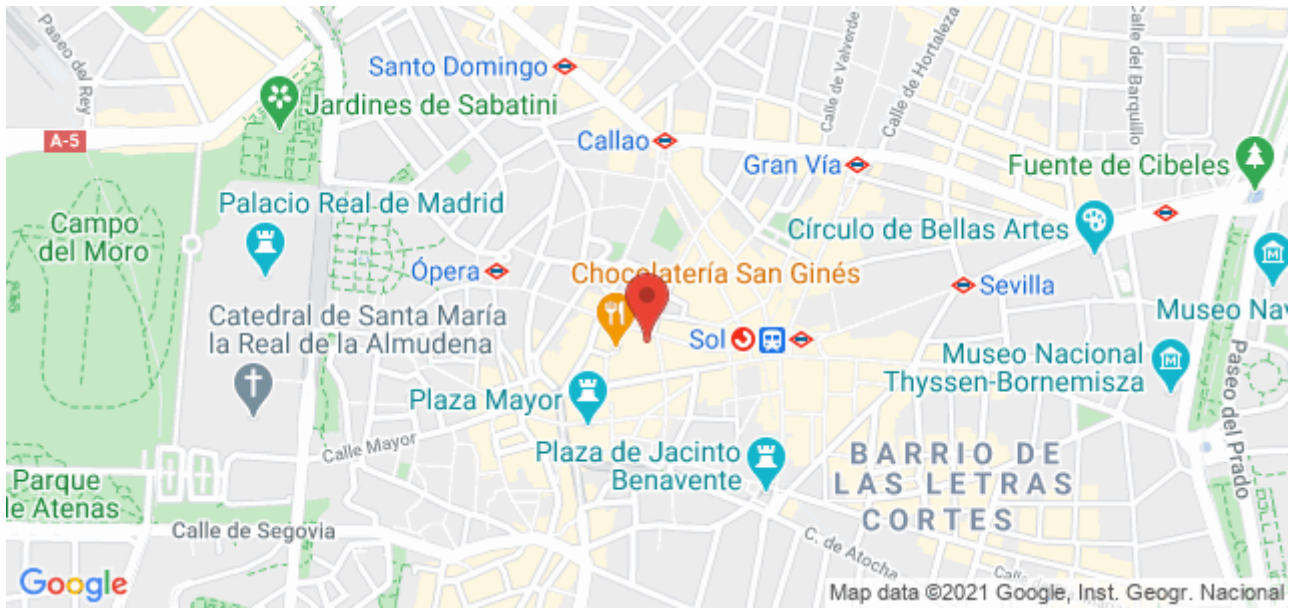 Paseo del Rey
Santo Domingo
Calle de Valverde
Calle de Hortaleza
Calle del Barquillo
A-5
Jardines de Sabatini
Callao
Gran Vía
Fuente de Cibeles
Campo
del Moro
Palacio Real de Madrid
Círculo de Bellas Artes
Ópera
Chocolatería San Ginés
Sevilla
Catedral de Santa María
la Real de la Almudena
Sol
Museo Nav
Museo Nacional
Thyssen-Bornemisza
Plaza Mayor
Paseo del Prado
Calle Mayor
Plaza de Jacinto
Benavente
BARRIO DE
LAS LETRAS
CORTES
Parque
de Atenas
Calle de Segovia
C. de Atocha
Google
Map data ©2021 Google, Inst. Geogr. Nacional